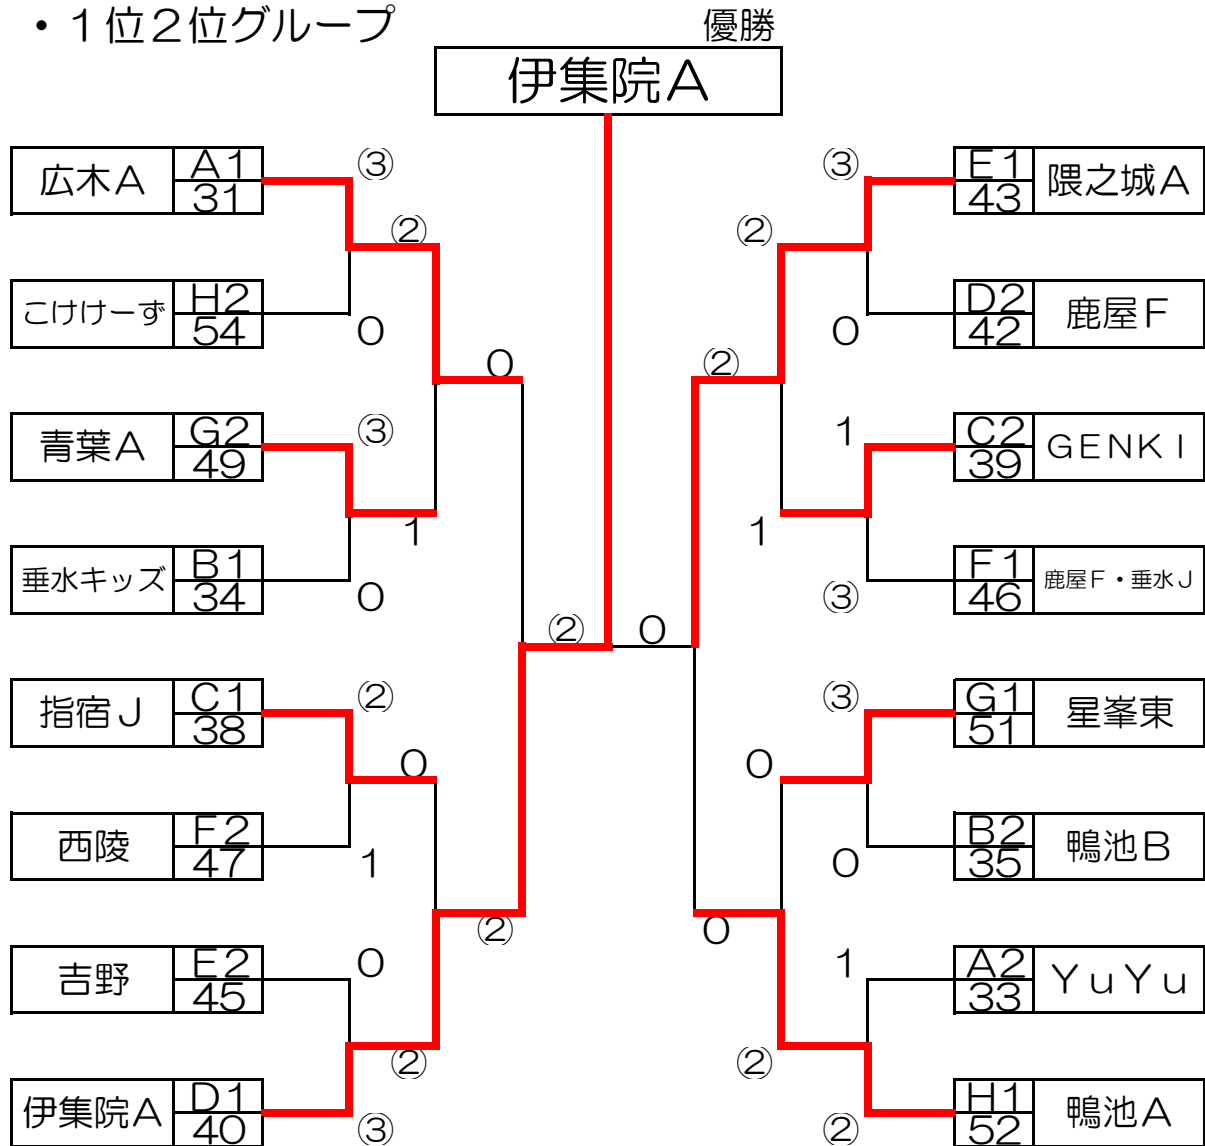 ・１位２位グループ
優勝
伊集院Ａ
広木Ａ A1 31 ③
③ E1 43 隈之城Ａ
② ②
こけけーず H2 54 0
0 D2 42 鹿屋Ｆ
0 ②
青葉Ａ G2 49 ③
1 C2 39 ＧＥＮＫＩ
1 1
垂水キッズ B1 34 0
③ F1 46 鹿屋Ｆ・垂水Ｊ
② 0
指宿Ｊ C1 38 ②
③ G1 51 星峯東
0 0
西陵 F2 47 1
0 B2 35 鴨池Ｂ
② 0
吉野 E2 45 0
1 A2 33 ＹｕＹｕ
② ②
伊集院Ａ D1 40 ③
② H1 52 鴨池Ａ